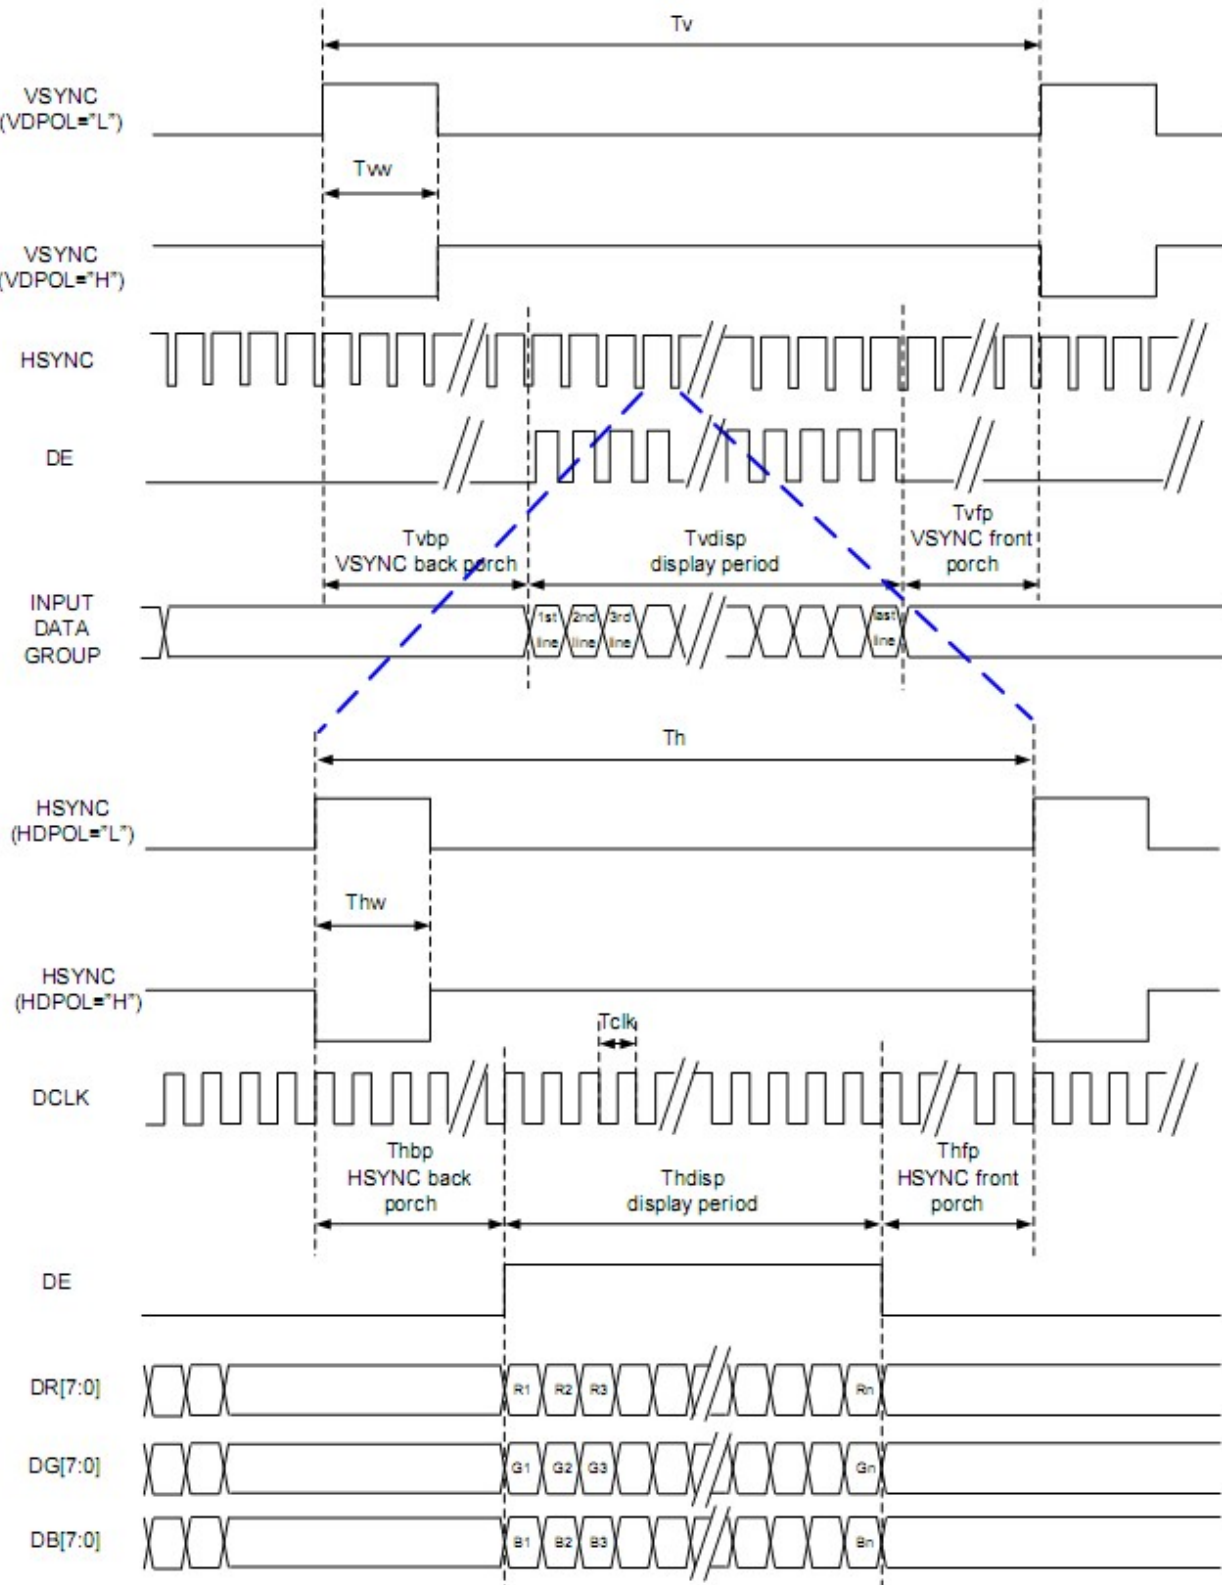 Tv
VSYNC
(VDPOL="L")
Tvw
VSYNC
(VDPOL="H")
HSYNC
DE
Tvbp
VSYNC back porch
Tvdisp
display period
Tvfp
VSYNC front
porch
INPUT
DATA
GROUP
1st
line
2nd
line
3rd
line
last
line
Th
HSYNC
(HDPOL="L")
Thw
HSYNC
(HDPOL="H")
Tclk
DCLK
Thbp
HSYNC back
porch
Thdisp
display period
Thfp
HSYNC front
porch
DE
DR[7:0]
R1 R2 R3 Rn
DG[7:0]
G1 G2 G3 Gn
DB[7:0]
B1 B2 B3 Bn